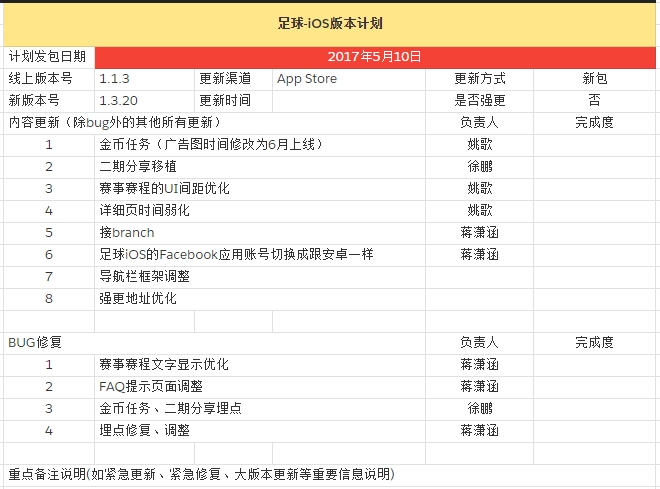 足球-iOS版本计划
计划发包日期 2017年5月10日
线上版本号 1.1.3 更新渠道 App Store 更新方式 新包
新版本号 1.3.20 更新时间 是否强更 否
内容更新（除bug外的其他所有更新） 负责人 完成度
1 金币任务（广告图时间修改为6月上线） 姚歌
2 二期分享移植 徐鹏
3 赛事赛程的UI间距优化 姚歌
4 详细页时间弱化 姚歌
5 接branch 蒋潇涵
6 足球iOS的Facebook应用账号切换成跟安卓一样 蒋潇涵
7 导航栏框架调整
8 强更地址优化
BUG修复 负责人 完成度
1 赛事赛程文字显示优化 蒋潇涵
2 FAQ提示页面调整 蒋潇涵
3 金币任务、二期分享埋点 徐鹏
4 埋点修复、调整 蒋潇涵
重点备注说明(如紧急更新、紧急修复、大版本更新等重要信息说明)